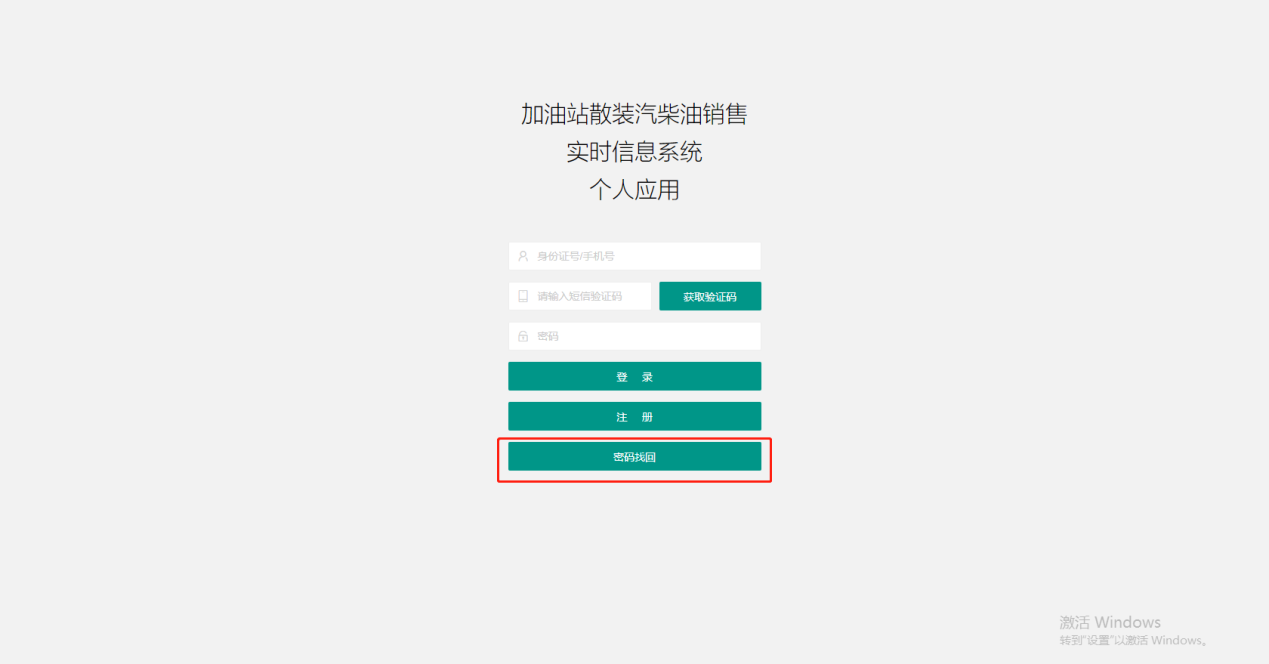 加油站散装汽柴油销售
实时信息系统
个人应用
身份证号/手机号
请输入短信验证码
获取验证码
密码
登 录
注 册
密码找回
激活 Windows
转到"设置"以激活 Windows。